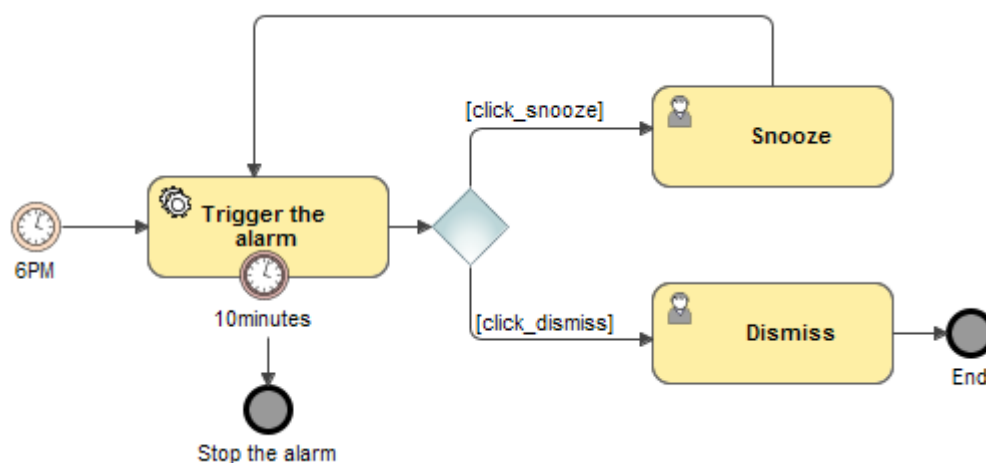 [click_snooze]
Snooze
Trigger the
alarm
6PM
10minutes
[click_dismiss]
Dismiss
End
Stop the alarm